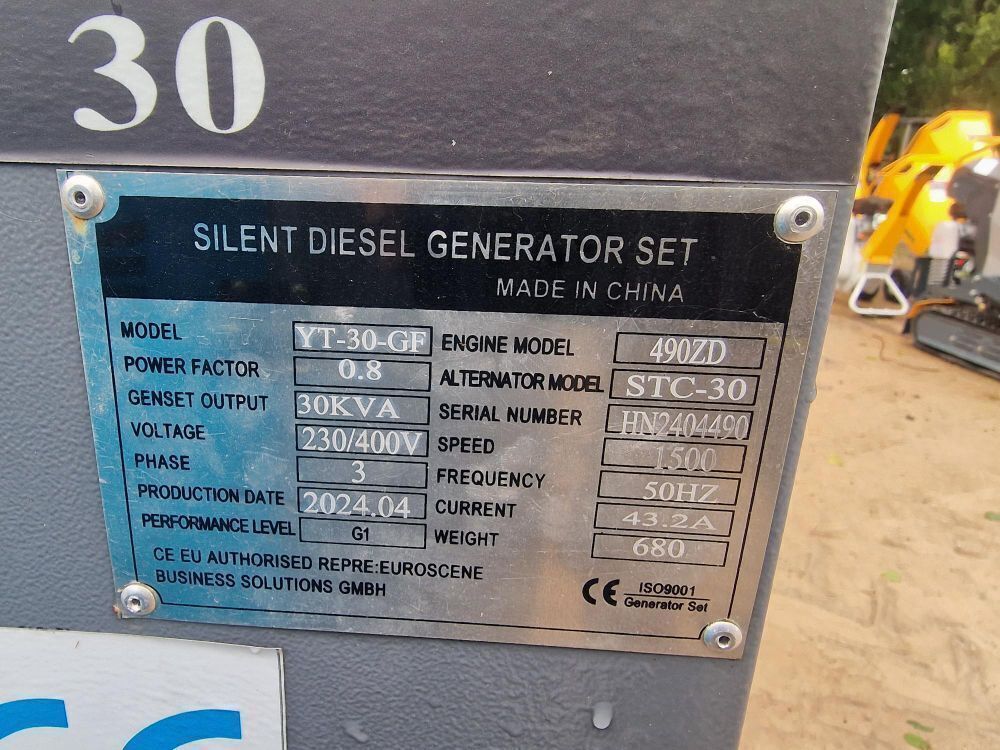 30
SILENT DIESEL GENERATOR SET
MADE IN CHINA
MODEL YT-30-GF ENGINE MODEL 490ZD
POWER FACTOR 0.8 ALTERNATOR MODEL STC-30
GENSET OUTPUT 30KVA SERIAL NUMBER HN2404490
VOLTAGE 230/400V SPEED 1500
PHASE 3 FREQUENCY 50HZ
PRODUCTION DATE 2024.04 CURRENT 43.2A
PERFORMANCE LEVEL G1 WEIGHT 680
CE EU AUTHORISED REPRE:EUROSCENE
BUSINESS SOLUTIONS GMBH
CE ISO9001
Generator Set